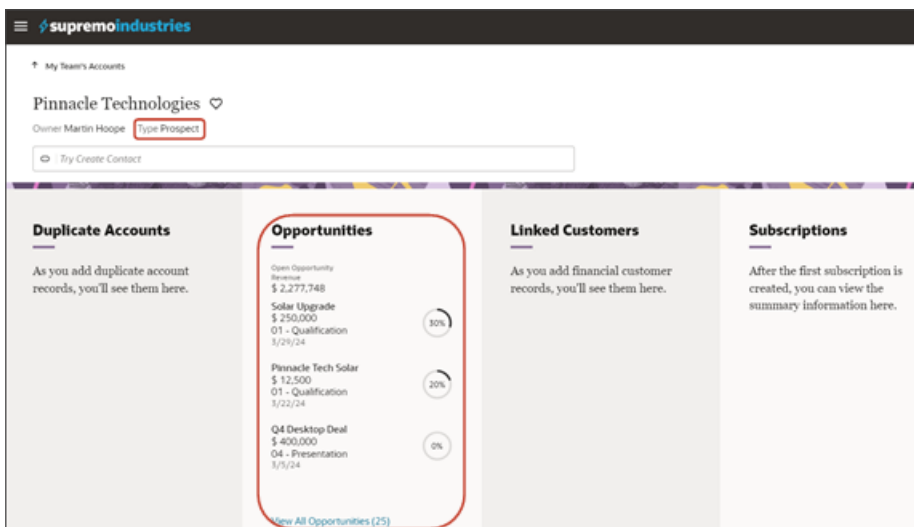 supremoindustries
My Team's Accounts
Pinnacle Technologies
Owner Martin Hoope Type Prospect
Try Create Contact
Duplicate Accounts
As you add duplicate account
records, you'll see them here.
Opportunities
Open Opportunity
Revenue
$ 2,277,748
Solar Upgrade
$ 250,000
01 - Qualification
3/29/24
30%
Pinnacle Tech Solar
$ 12,500
01 - Qualification
3/22/24
20%
Q4 Desktop Deal
$ 400,000
04 - Presentation
3/5/24
0%
View All Opportunities (25)
Linked Customers
As you add financial customer
records, you'll see them here.
Subscriptions
After the first subscription is
created, you can view the
summary information here.